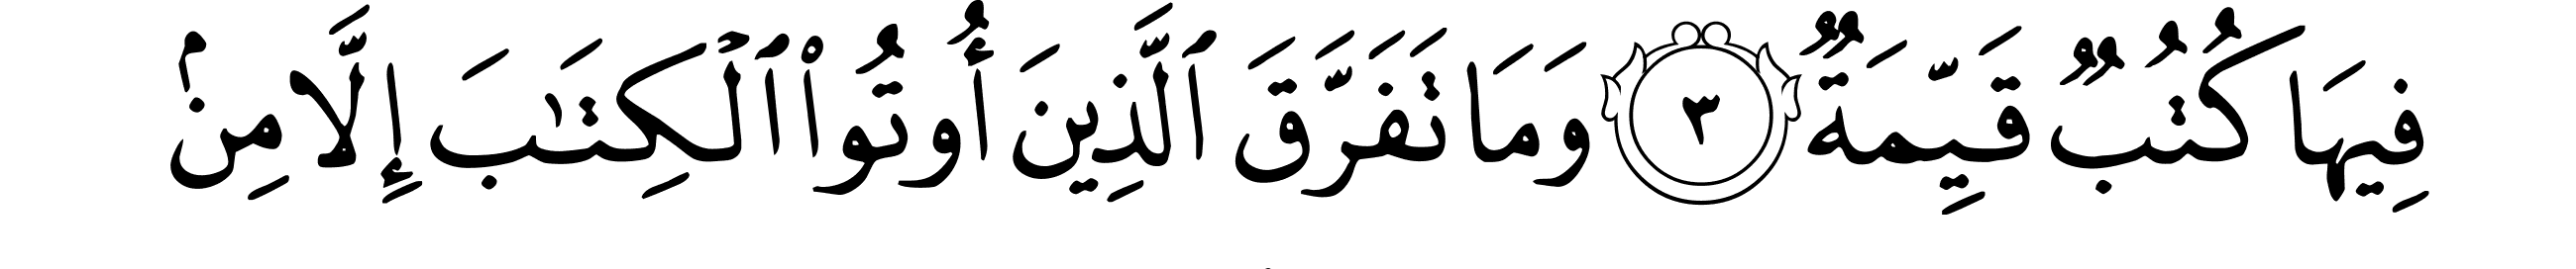 فِيهَا كُتُبٌ قَيِّمَةٌ ٣ وَمَا تَفَرَّقَ ٱلَّذِينَ أُوتُوا۟ ٱلْكِتَـٰبَ إِلَّا مِنۢ